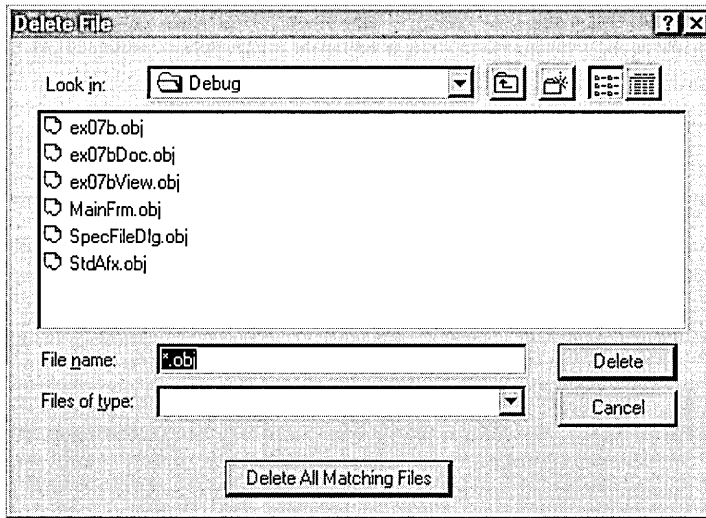 Delete File
Look in: Debug
ex07b.obj
ex07bDoc.obj
ex07bView.obj
MainFrm.obj
SpecFileDlg.obj
StdAfx.obj
File name: *.obj Delete
Files of type: Cancel
Delete All Matching Files